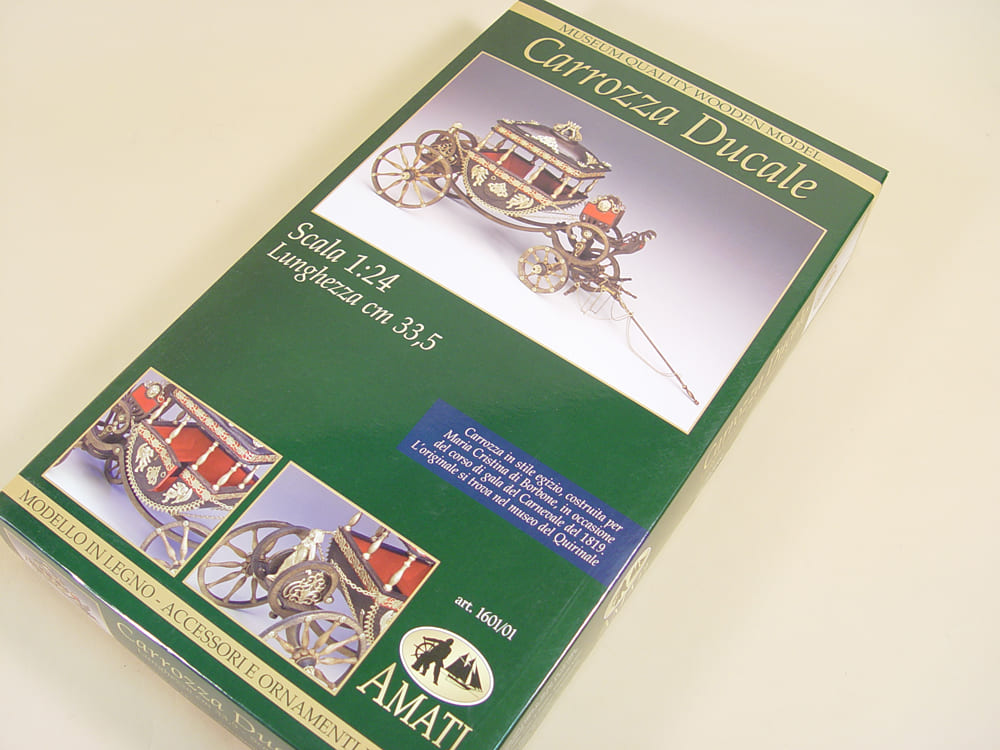 MUSEUM QUALITY WOODEN MODEL
Carrozza Ducale
Scala 1:24
Lunghezza cm 33,5
Carrozza in stile egizio, costruita per
Maria Cristina di Borbone, in occasione
del corso di gala del Carnevale del 1819.
L'originale si trova nel museo del Quirinale
art. 1601/01
AMATI
MODELLO IN LEGNO - ACCESSORI E ORNAMENTI
Carrozza Du